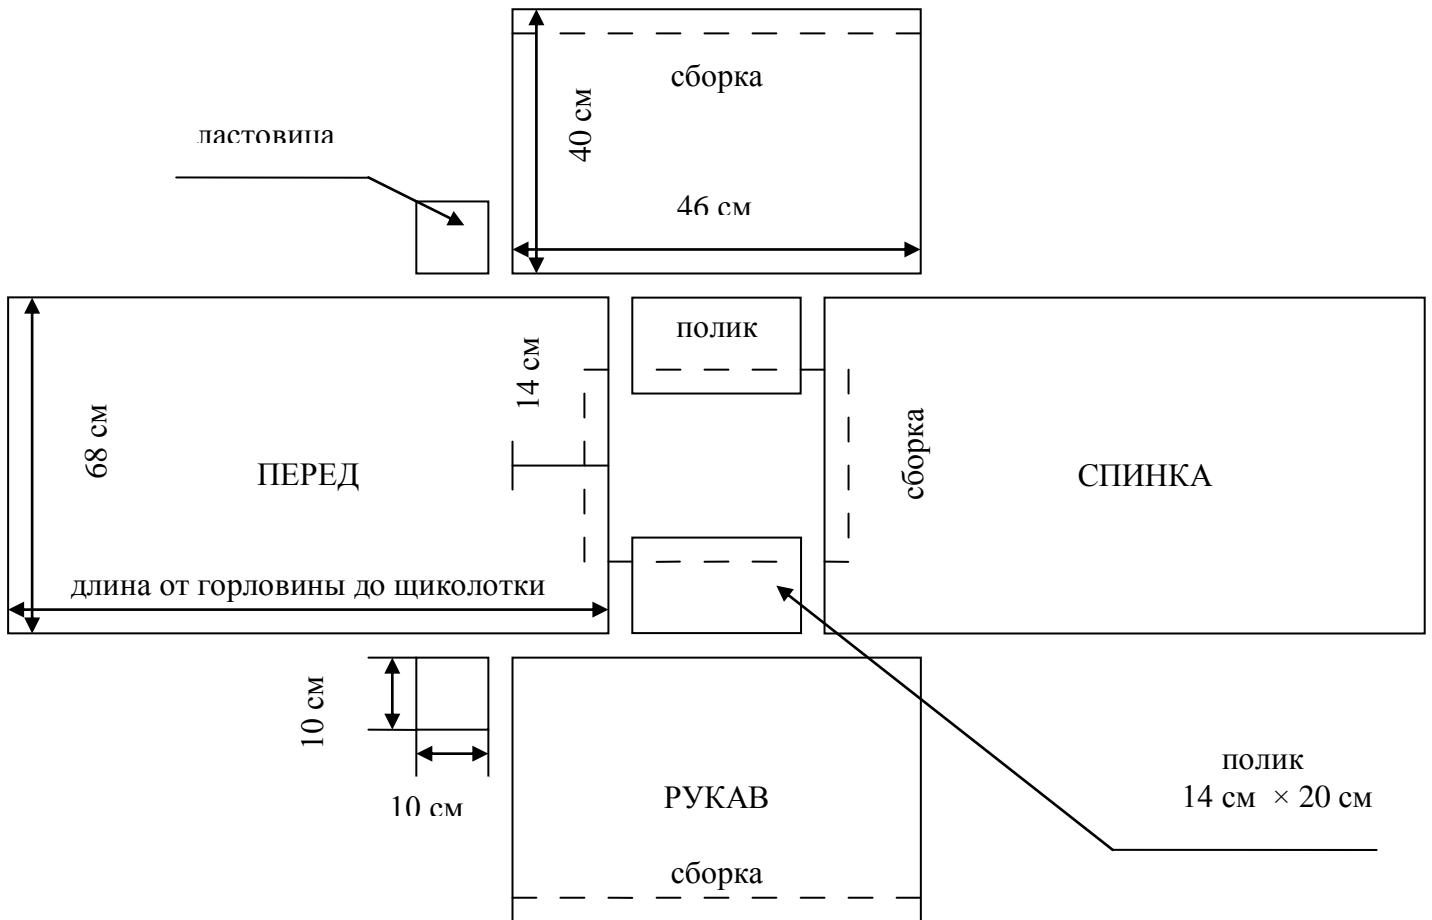 сборка
40 см
ластовица
46 см
полик
14 см
68 см
ПЕРЕД
сборка
СПИНКА
длина от горловины до щиколотки
10 см
10 см
РУКАВ
полик
14 см × 20 см
сборка